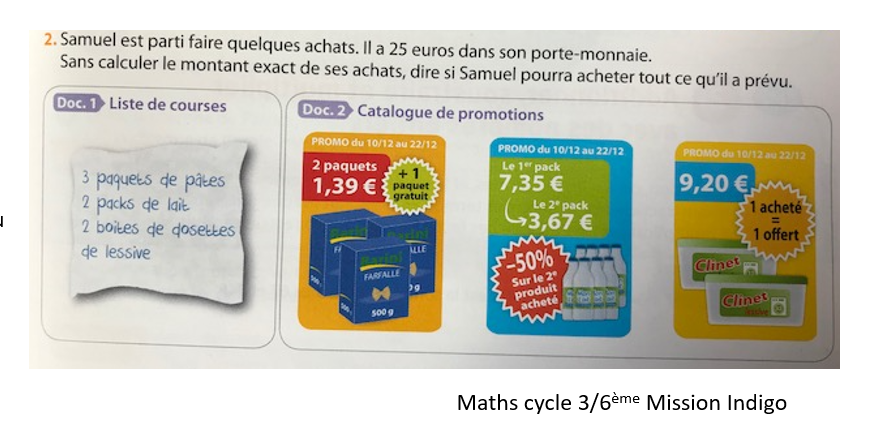 2. Samuel est parti faire quelques achats. Il a 25 euros dans son porte-monnaie.
Sans calculer le montant exact de ses achats, dire si Samuel pourra acheter tout ce qu'il a prévu.
Doc. 1 Liste de courses
3 paquets de pâtes
2 packs de lait
2 boites de dosettes
de lessive
Doc. 2 Catalogue de promotions
PROMO du 10/12 au 22/12
2 paquets
1,39 €
+ 1
paquet
gratuit
Barini
FARFALLE
500 g
PROMO du 10/12 au 22/12
Le 1er pack
7,35 €
Le 2e pack
3,67 €
-50%
Sur le 2e
produit
acheté
PROMO du 10/12 au 22/12
9,20 €
1 acheté
=
1 offert
Clinet
Clinet
Maths cycle 3/6ème Mission Indigo